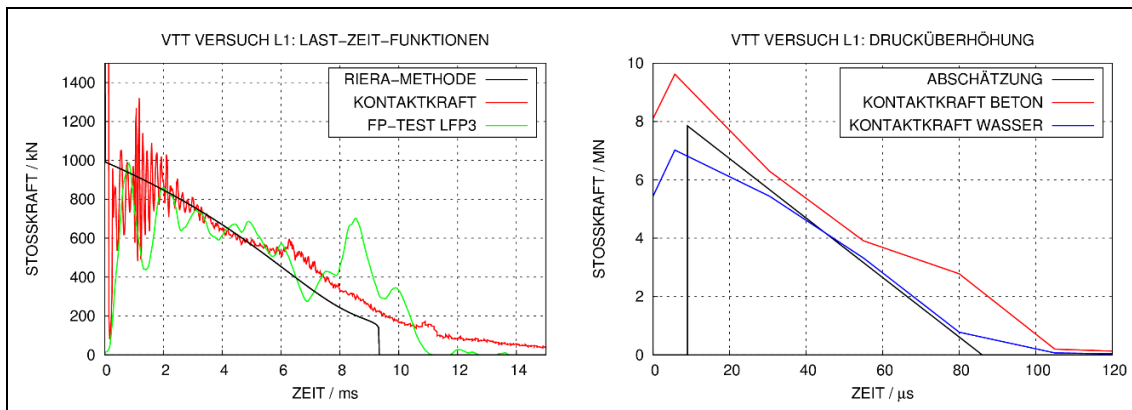 VTT VERSUCH L1: LAST-ZEIT-FUNKTIONEN
STOSSKRAFT / kN
1400
1200
1000
800
600
400
200
0
RIERA-METHODE
KONTAKTKRAFT
FP-TEST LFP3
0 2 4 6 8 10 12 14
ZEIT / ms
VTT VERSUCH L1: DRUCKÜBERHÖHUNG
STOSSKRAFT / MN
10
8
6
4
2
0
ABSCHÄTZUNG
KONTAKTKRAFT BETON
KONTAKTKRAFT WASSER
0 20 40 60 80 100 120
ZEIT / µs